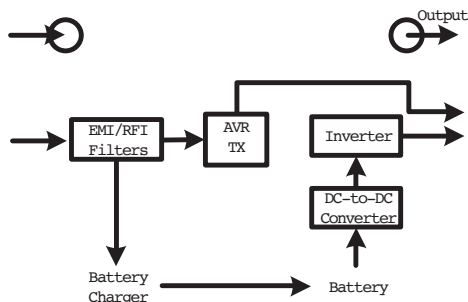 Output
EMI/RFI
Filters
AVR
TX
Inverter
DC-to-DC
Converter
Battery
Charger
Battery